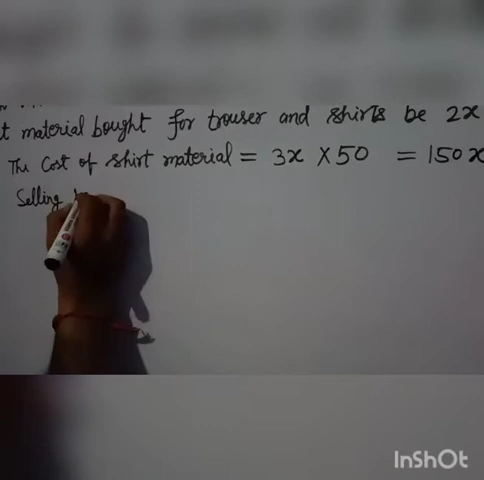 t material bought for trouser and shirts be 2x
The Cost of shirt material = 3x × 50 = 150x
Selling
InShOt